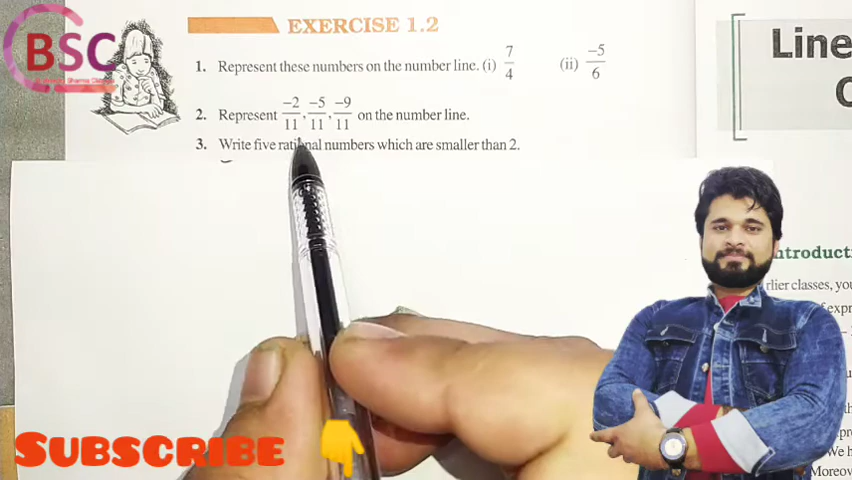 BSC
EXERCISE 1.2
1. Represent these numbers on the number line. (i) 7/4 (ii) −5/6
2. Represent −2/11, −5/11, −9/11 on the number line.
3. Write five rational numbers which are smaller than 2.
Line
ntroducti
rlier classes, you
f expr
We h
Moreov
SUBSCRIBE